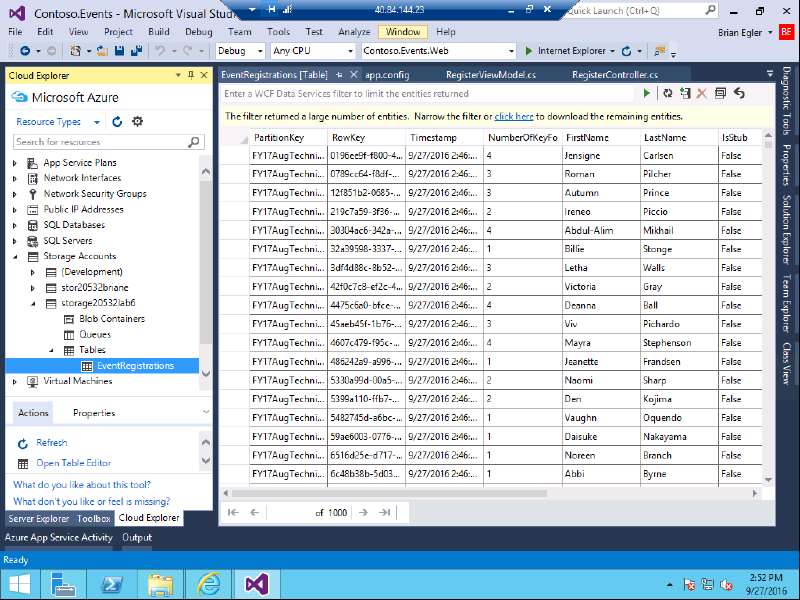 Contoso.Events - Microsoft Visual Stud
40.84.144.23
Quick Launch (Ctrl+Q)
File Edit View Project Build Debug Team Tools Test Analyze Window Help
Brian Egler BE
Debug Any CPU Contoso.Events.Web Internet Explorer
Cloud Explorer
Microsoft Azure
Resource Types
Search for resources
App Service Plans
Network Interfaces
Network Security Groups
Public IP Addresses
SQL Databases
SQL Servers
Storage Accounts
(Development)
stor20532briane
storage20532lab6
Blob Containers
Queues
Tables
EventRegistrations
Virtual Machines
Actions Properties
Refresh
Open Table Editor
What do you like about this tool?
What don't you like or feel is missing?
Server Explorer Toolbox Cloud Explorer
EventRegistrations [Table] app.config RegisterViewModel.cs RegisterController.cs
Enter a WCF Data Services filter to limit the entities returned
The filter returned a large number of entities. Narrow the filter or click here to download the remaining entities.
PartitionKey RowKey Timestamp NumberOfKeyFo FirstName LastName IsStub
FY17AugTechni... 0196ee9f-f800-4... 9/27/2016 2:46:... 4 Jensigne Carlsen False
FY17AugTechni... 0789cc64-f8df-... 9/27/2016 2:46:... 3 Roman Pilcher False
FY17AugTechni... 12f851b2-0685-... 9/27/2016 2:46:... 3 Autumn Prince False
FY17AugTechni... 219c7a59-3f36-... 9/27/2016 2:46:... 2 Ireneo Piccio False
FY17AugTechni... 30304ac6-342a-... 9/27/2016 2:46:... 4 Abdul-Alim Mikhail False
FY17AugTechni... 32a39598-3337-... 9/27/2016 2:46:... 1 Billie Stonge False
FY17AugTechni... 3df4d88c-8b52-... 9/27/2016 2:46:... 3 Letha Walls False
FY17AugTechni... 42f0c7c8-ef2c-4... 9/27/2016 2:46:... 2 Victoria Gray False
FY17AugTechni... 4475c6a0-bfce-... 9/27/2016 2:46:... 4 Deanna Ball False
FY17AugTechni... 45aeb45f-1b76-... 9/27/2016 2:46:... 3 Viv Pichardo False
FY17AugTechni... 4607c479-f95c-... 9/27/2016 2:46:... 4 Mayra Stephenson False
FY17AugTechni... 486242a9-a996-... 9/27/2016 2:46:... 1 Jeanette Frandsen False
FY17AugTechni... 5330a99d-00a5-... 9/27/2016 2:46:... 2 Naomi Sharp False
FY17AugTechni... 5399a110-ffb7-... 9/27/2016 2:46:... 2 Den Kojima False
FY17AugTechni... 5482745d-a6bc-... 9/27/2016 2:46:... 1 Vaughn Oquendo False
FY17AugTechni... 59ae6003-0776-... 9/27/2016 2:46:... 1 Daisuke Nakayama False
FY17AugTechni... 6516d25e-d717-... 9/27/2016 2:46:... 1 Noreen Branch False
FY17AugTechni... 6c48b38b-5d03... 9/27/2016 2:46:... 1 Abbi Byrne False
of 1000
Diagnostic Tools
Properties
Solution Explorer
Team Explorer
Class View
Azure App Service Activity Output
Ready
2:52 PM
9/27/2016